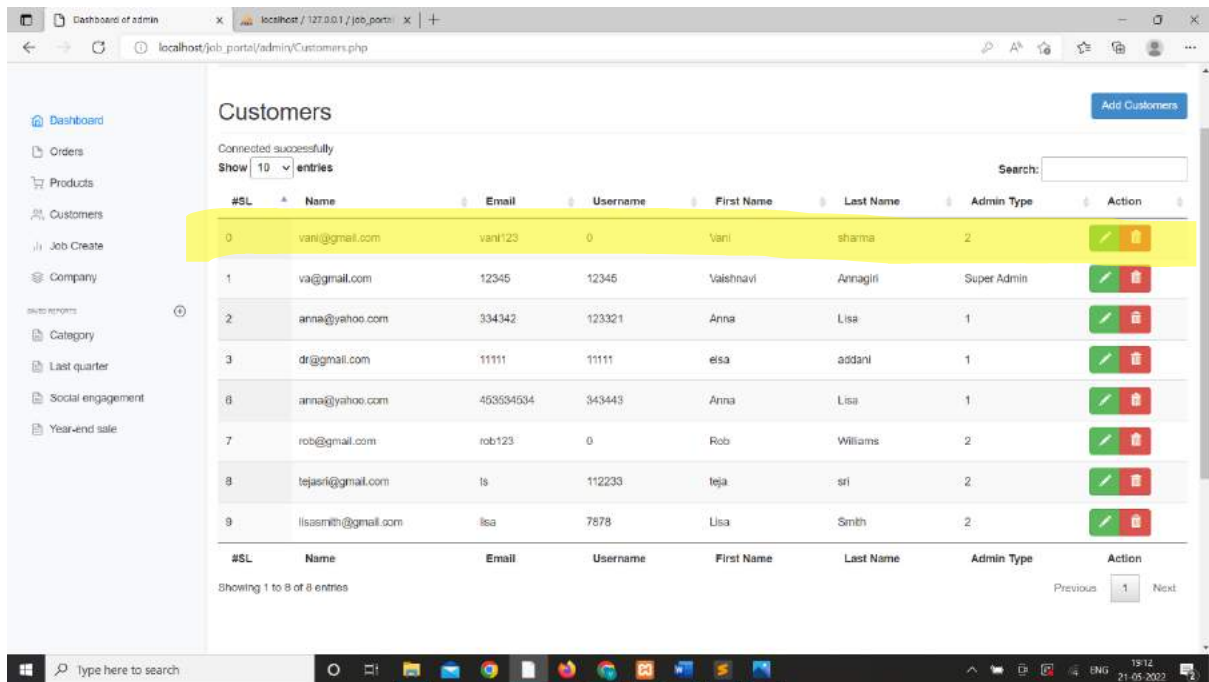 Dashboard of admin
localhost / 127.0.0.1 / job_porta
localhost/job_portal/admin/Customers.php
Dashboard
Orders
Products
Customers
Job Create
Company
SAVED REPORTS
Category
Last quarter
Social engagement
Year-end sale
Customers
Add Customers
Connected successfully
Show 10 entries
Search:
#SL Name Email Username First Name Last Name Admin Type Action
0 vani@gmail.com vani123 0 Vani sharma 2
1 va@gmail.com 12345 12345 Vaishnavi Annagiri Super Admin
2 anna@yahoo.com 334342 123321 Anna Lisa 1
3 dr@gmail.com 11111 11111 elsa addani 1
6 anna@yahoo.com 453534534 343443 Anna Lisa 1
7 rob@gmail.com rob123 0 Rob Williams 2
8 tejasri@gmail.com ts 112233 teja sri 2
9 lisasmith@gmail.com lisa 7878 Lisa Smith 2
#SL Name Email Username First Name Last Name Admin Type Action
Showing 1 to 8 of 8 entries
Previous 1 Next
Type here to search
ENG
19:12
21-05-2022